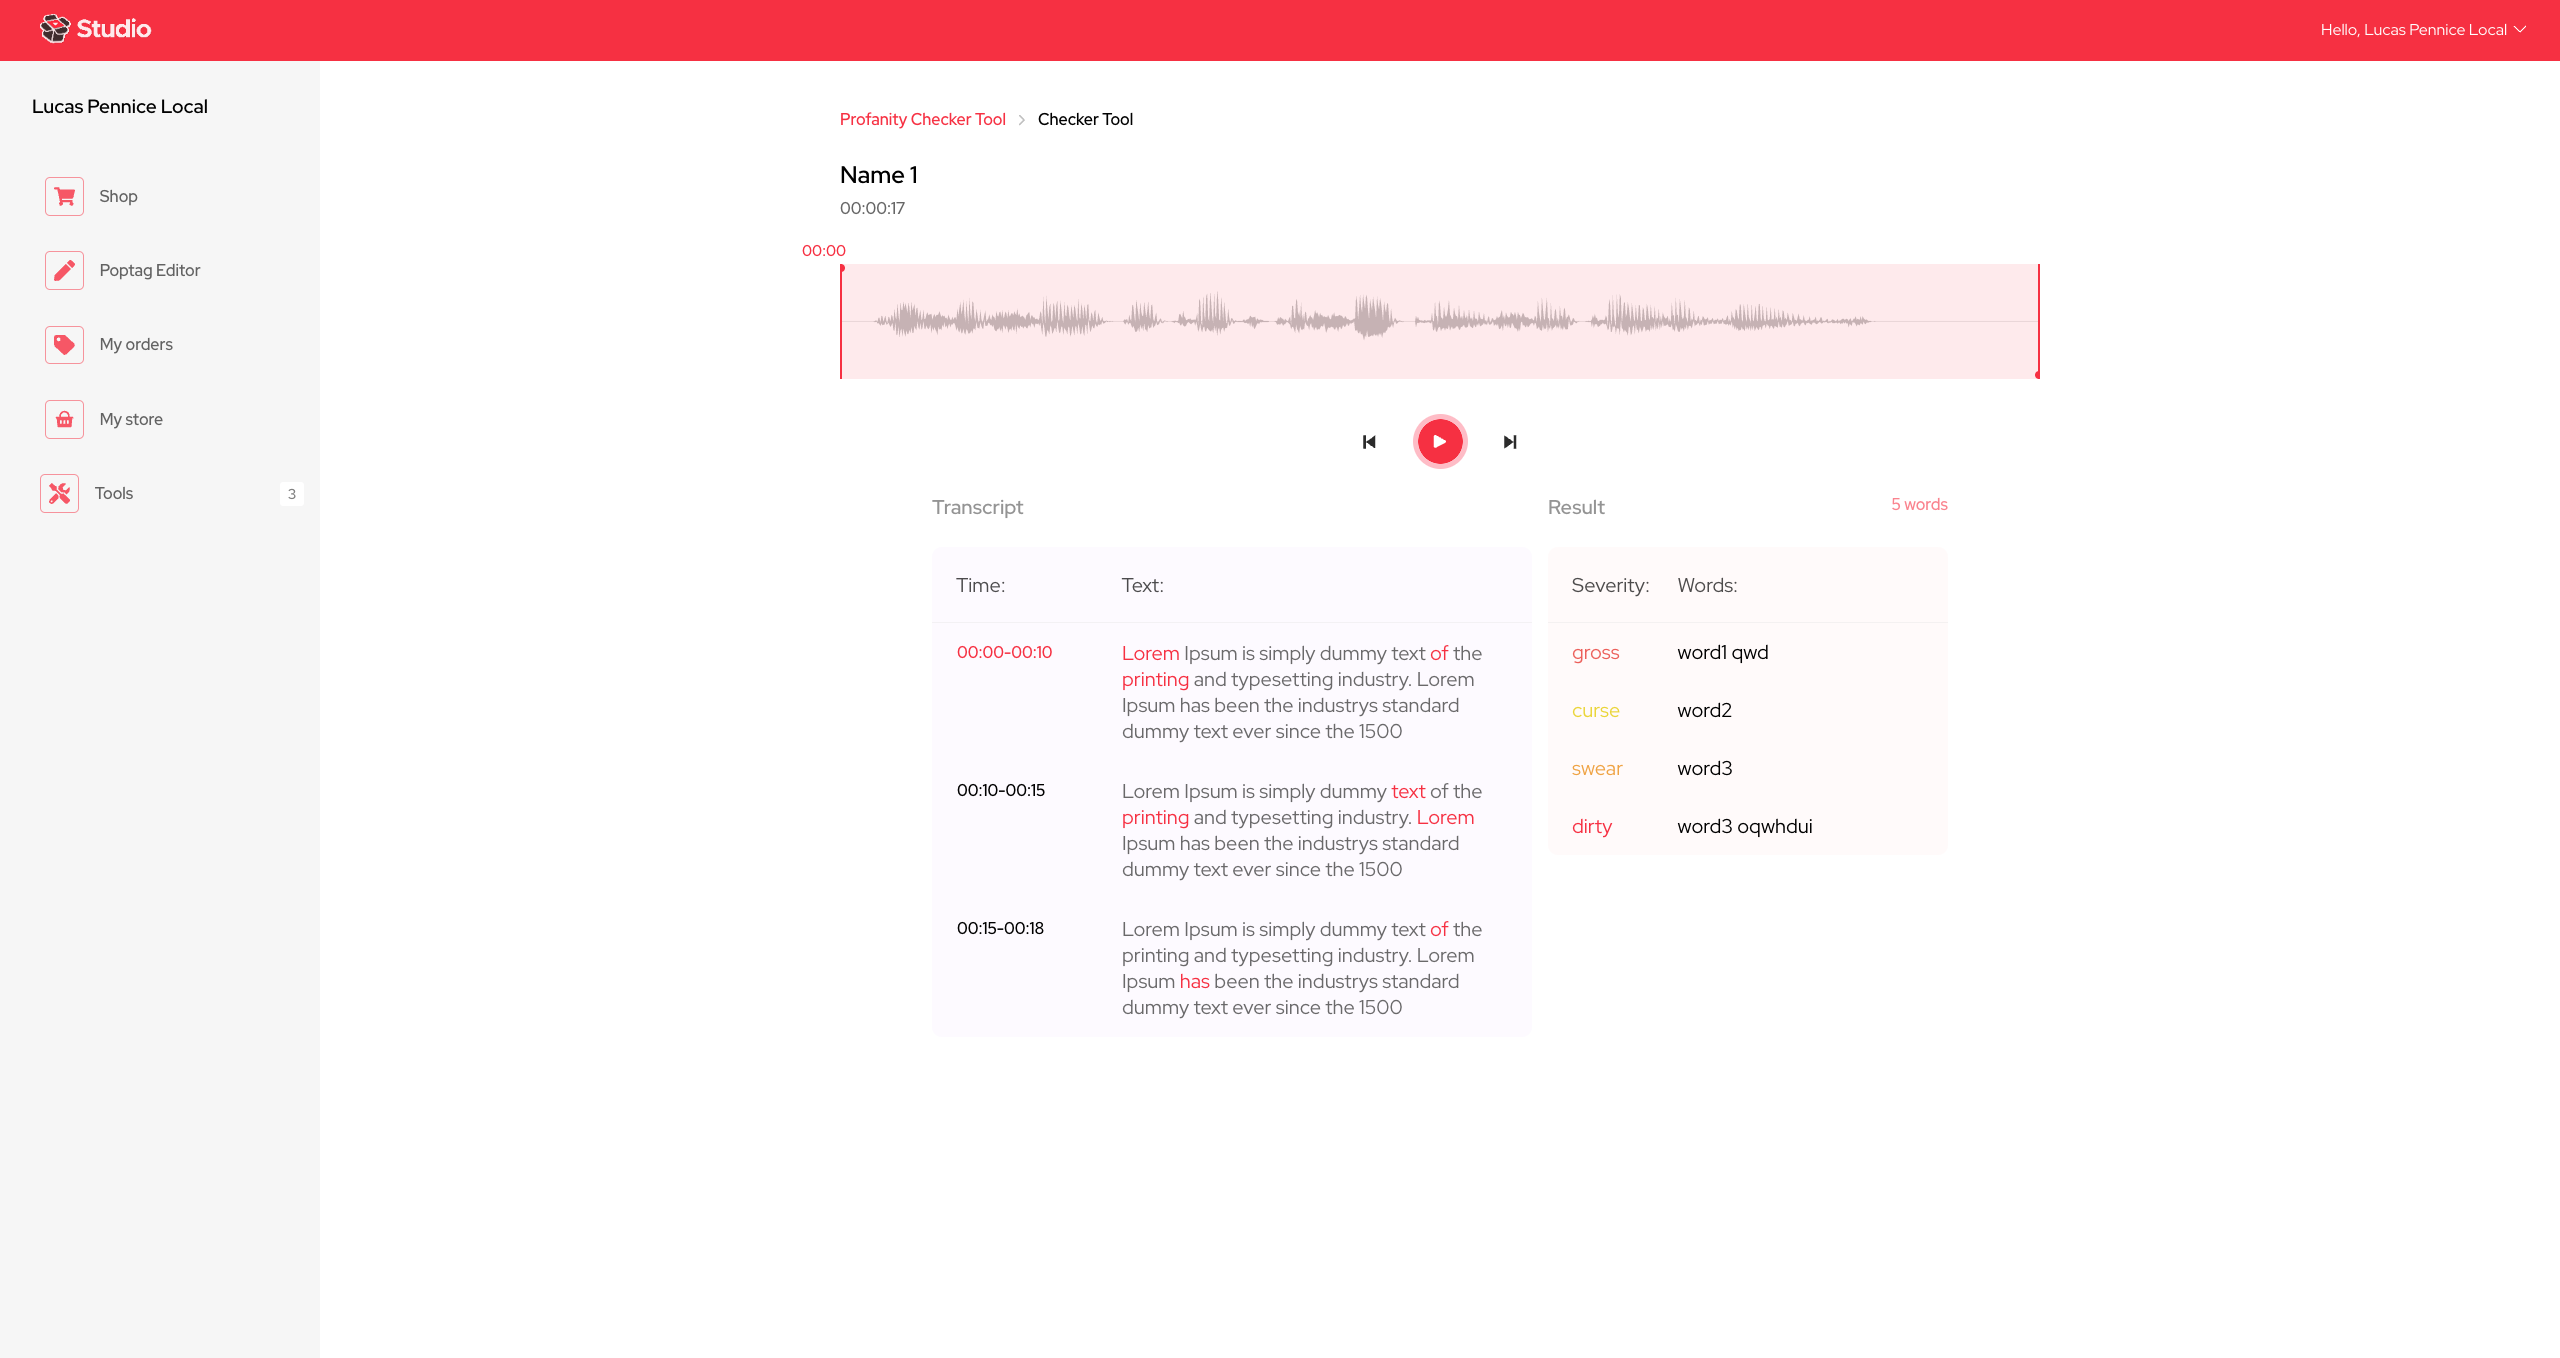 Studio
Hello, Lucas Pennice Local
Lucas Pennice Local
Shop
Poptag Editor
My orders
My store
Tools
3
Profanity Checker Tool > Checker Tool
Name 1
00:00:17
00:00
Transcript
Time:
Text:
00:00-00:10
Lorem Ipsum is simply dummy text of the
printing and typesetting industry. Lorem
Ipsum has been the industrys standard
dummy text ever since the 1500
00:10-00:15
Lorem Ipsum is simply dummy text of the
printing and typesetting industry. Lorem
Ipsum has been the industrys standard
dummy text ever since the 1500
00:15-00:18
Lorem Ipsum is simply dummy text of the
printing and typesetting industry. Lorem
Ipsum has been the industrys standard
dummy text ever since the 1500
Result
5 words
Severity: Words:
gross word1 qwd
curse word2
swear word3
dirty word3 oqwhdui